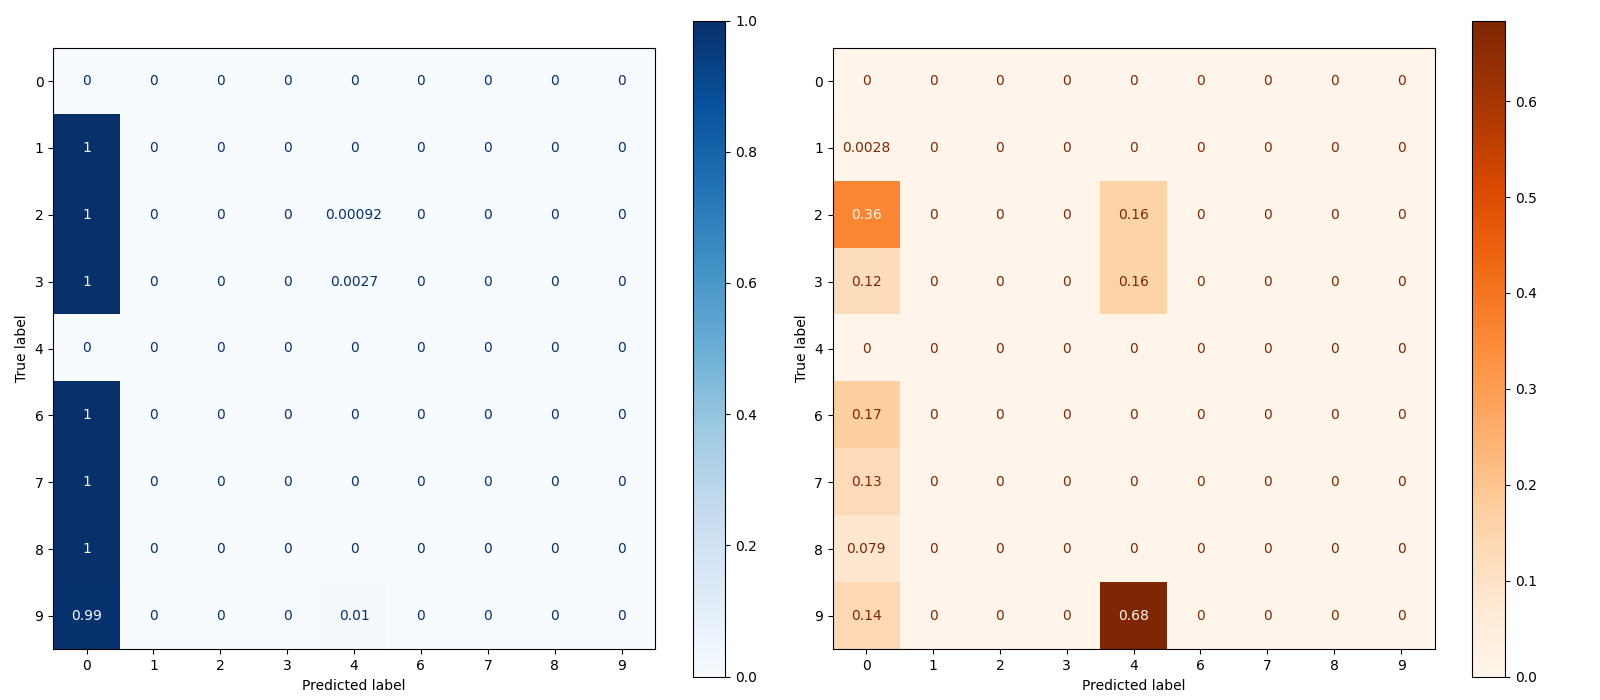 0 0 0 0 0 0 0 0 0 0
1 1 0 0 0 0 0 0 0 0
2 1 0 0 0 0.00092 0 0 0 0
3 1 0 0 0 0.0027 0 0 0 0
4 0 0 0 0 0 0 0 0 0
6 1 0 0 0 0 0 0 0 0
7 1 0 0 0 0 0 0 0 0
8 1 0 0 0 0 0 0 0 0
9 0.99 0 0 0 0.01 0 0 0 0
0 1 2 3 4 6 7 8 9
Predicted label
True label
1.0
0.8
0.6
0.4
0.2
0.0
0 0 0 0 0 0 0 0 0 0
1 0.0028 0 0 0 0 0 0 0 0
2 0.36 0 0 0 0.16 0 0 0 0
3 0.12 0 0 0 0.16 0 0 0 0
4 0 0 0 0 0 0 0 0 0
6 0.17 0 0 0 0 0 0 0 0
7 0.13 0 0 0 0 0 0 0 0
8 0.079 0 0 0 0 0 0 0 0
9 0.14 0 0 0 0.68 0 0 0 0
0 1 2 3 4 6 7 8 9
Predicted label
True label
0.6
0.5
0.4
0.3
0.2
0.1
0.0